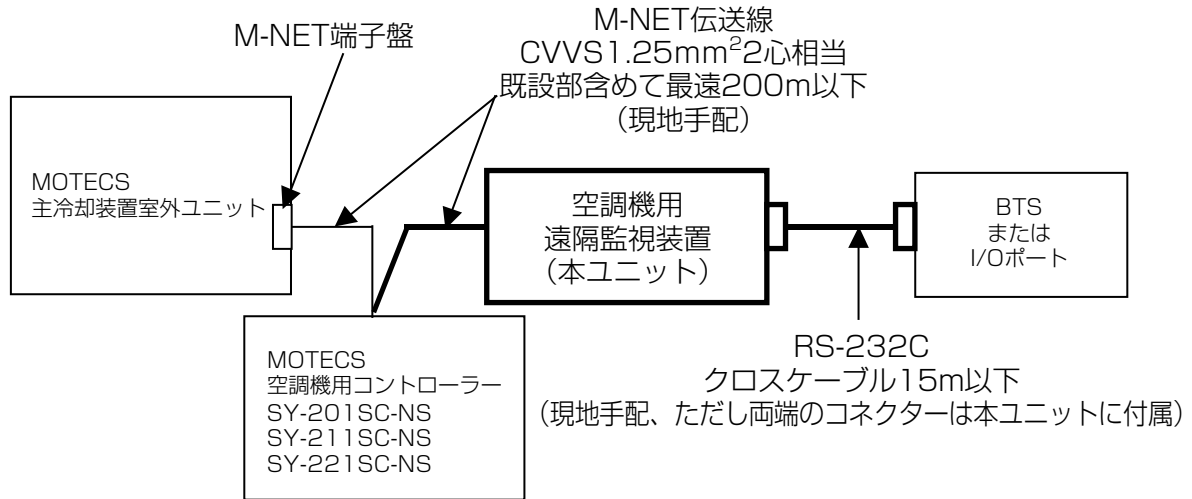 M-NET端子盤
M-NET伝送線
CVVS1.25mm²2心相当
既設部含めて最遠200m以下
（現地手配）
MOTECS
主冷却装置室外ユニット
空調機用
遠隔監視装置
（本ユニット）
BTS
または
I/Oポート
MOTECS
空調機用コントローラー
SY-201SC-NS
SY-211SC-NS
SY-221SC-NS
RS-232C
クロスケーブル15m以下
（現地手配、ただし両端のコネクターは本ユニットに付属）